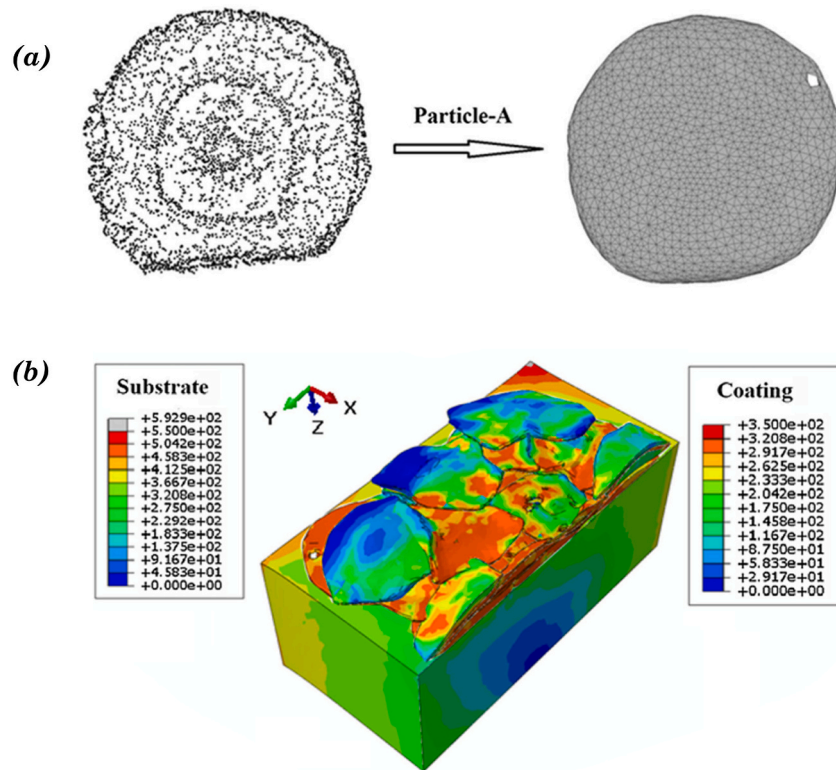 (a)
Particle-A
(b)
Substrate
+5.929e+02
+5.500e+02
+5.042e+02
+4.583e+02
+4.125e+02
+3.667e+02
+3.208e+02
+2.750e+02
+2.292e+02
+1.833e+02
+1.375e+02
+9.167e+01
+4.583e+01
+0.000e+00
Y
Z
X
Coating
+3.500e+02
+3.208e+02
+2.917e+02
+2.625e+02
+2.333e+02
+2.042e+02
+1.750e+02
+1.458e+02
+1.167e+02
+8.750e+01
+5.833e+01
+2.917e+01
+0.000e+00